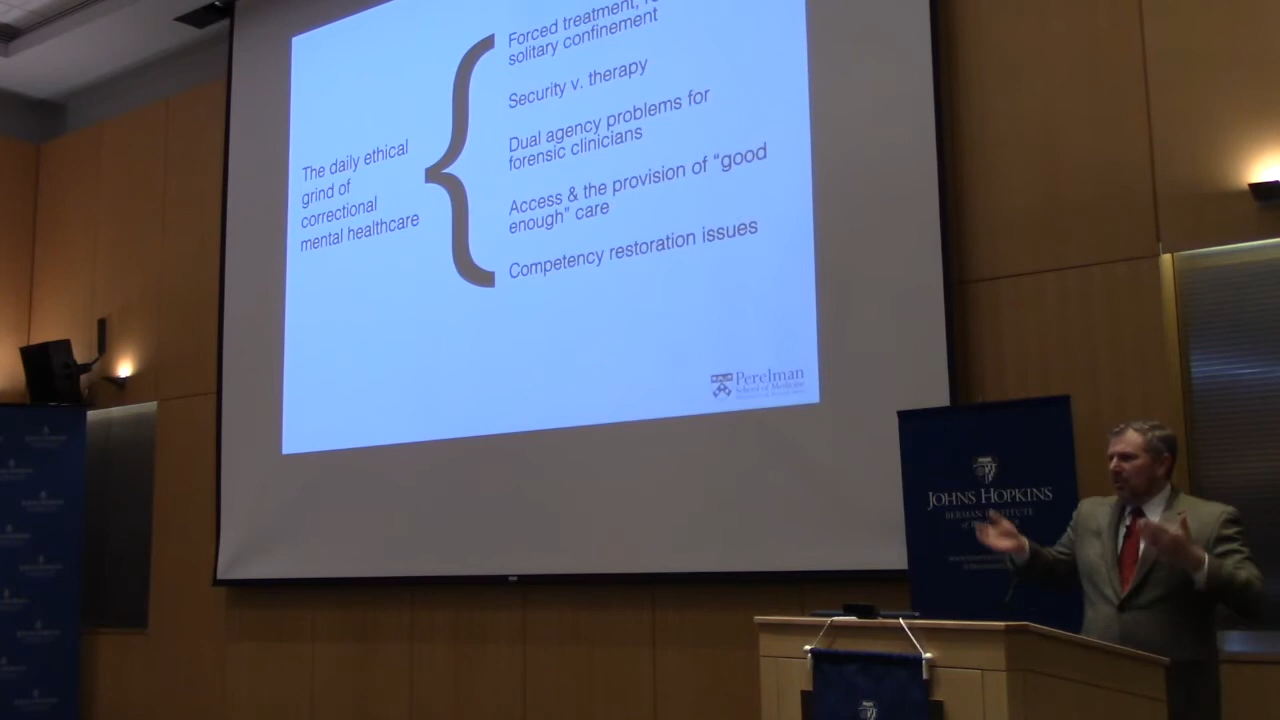 The daily ethical
grind of
correctional
mental healthcare
Forced treatment,
solitary confinement
Security v. therapy
Dual agency problems for
forensic clinicians
Access & the provision of “good
enough” care
Competency restoration issues
Perelman
School of Medicine
JOHNS HOPKINS
BERMAN INSTITUTE
of